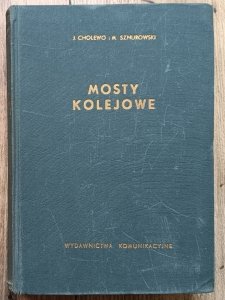 J. CHOLEWO i M. SZNUROWSKI
MOSTY
KOLEJOWE
WYDAWNICTWA KOMUNIKACYJNE